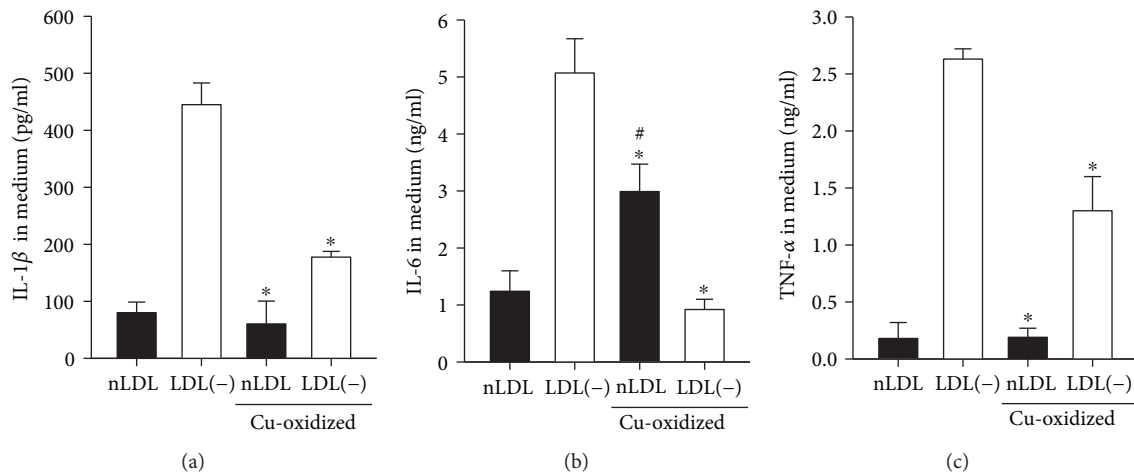 IL-1β in medium (pg/ml)
600
500
400
300
200
100
0
*
*
nLDL LDL(−) nLDL LDL(−)
Cu-oxidized
(a)
IL-6 in medium (ng/ml)
6
5
4
3
2
1
0
#
*
*
nLDL LDL(−) nLDL LDL(−)
Cu-oxidized
(b)
TNF-α in medium (ng/ml)
3.0
2.5
2.0
1.5
1.0
0.5
0.0
*
*
nLDL LDL(−) nLDL LDL(−)
Cu-oxidized
(c)